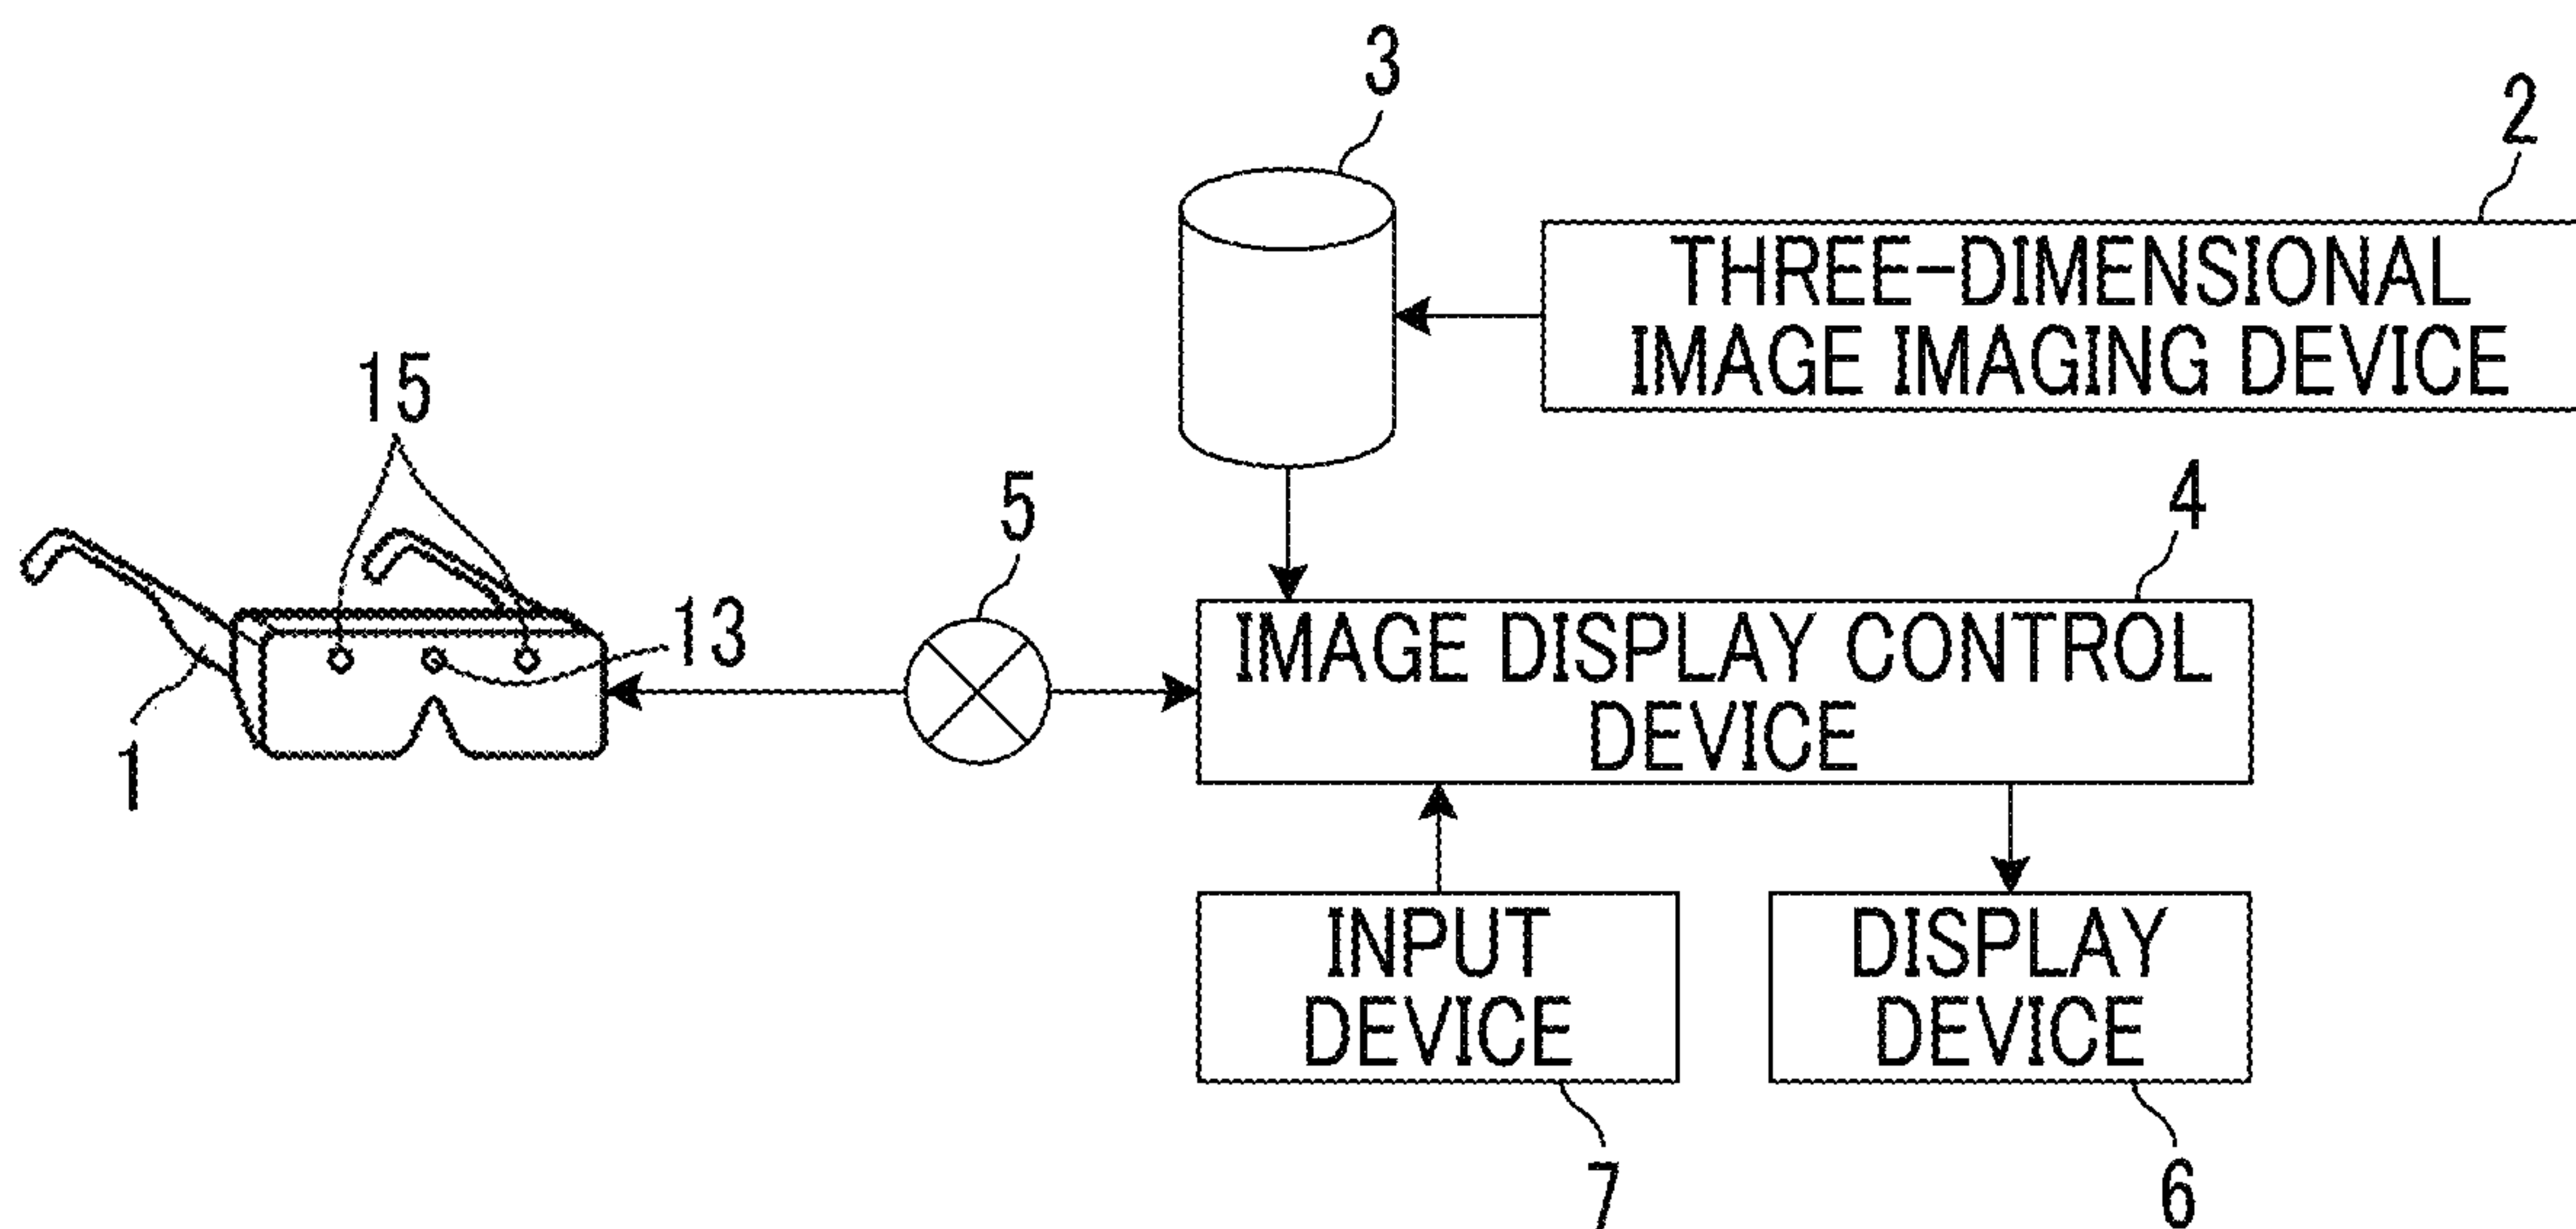 3
2
THREE-DIMENSIONAL
IMAGE IMAGING DEVICE
15
5
4
13
IMAGE DISPLAY CONTROL
DEVICE
1
INPUT
DEVICE
DISPLAY
DEVICE
7
6